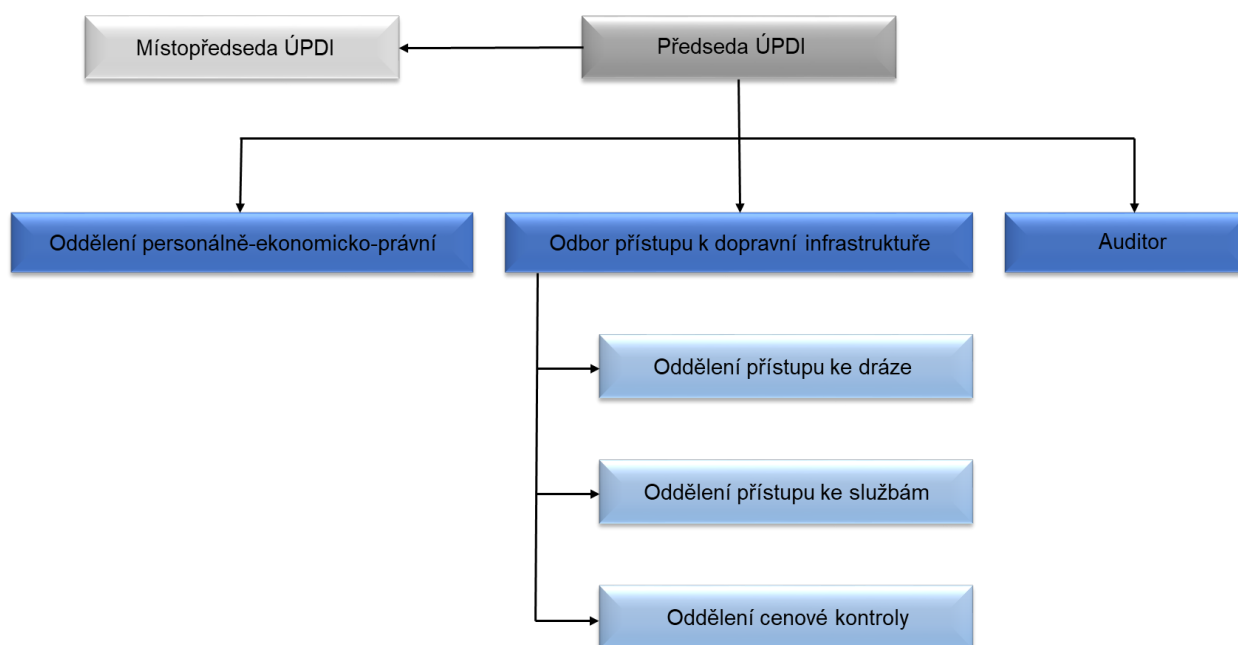 Místopředseda ÚPDI
Předseda ÚPDI
Oddělení personálně-ekonomicko-právní
Odbor přístupu k dopravní infrastruktuře
Auditor
Oddělení přístupu ke dráze
Oddělení přístupu ke službám
Oddělení cenové kontroly